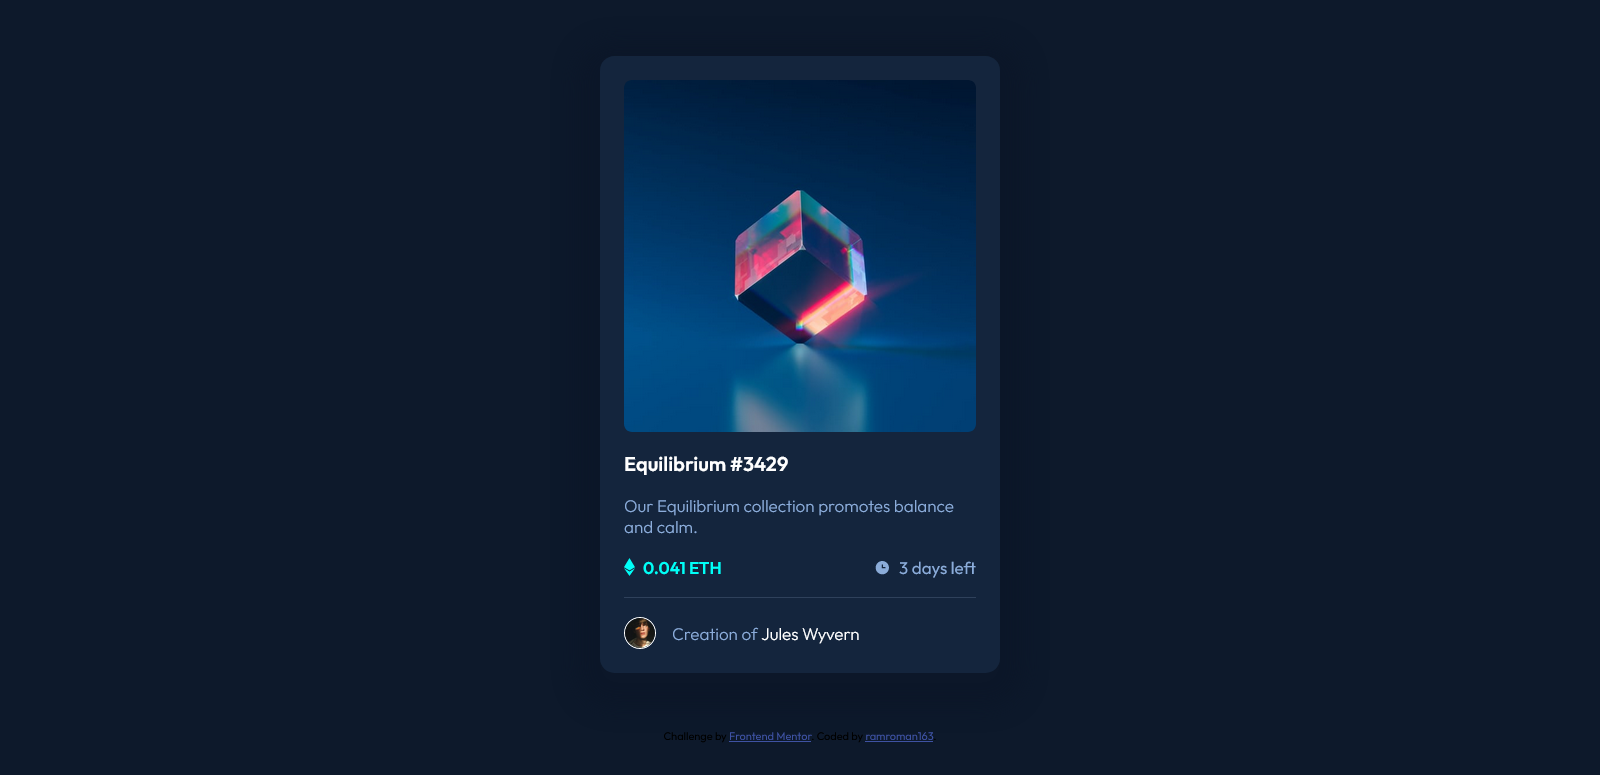 Equilibrium #3429
Our Equilibrium collection promotes balance
and calm.
0.041 ETH
3 days left
Creation of Jules Wyvern
Challenge by Frontend Mentor. Coded by ramroman163